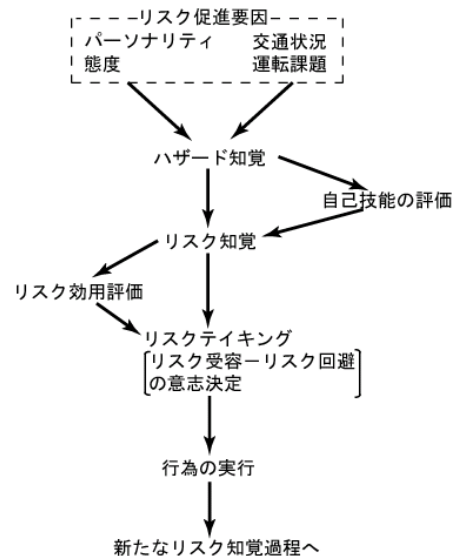 リスク促進要因
パーソナリティ 交通状況
態度 運転課題
ハザード知覚
自己技能の評価
リスク知覚
リスク効用評価
リスクテイキング
リスク受容－リスク回避
の意志決定
行為の実行
新たなリスク知覚過程へ